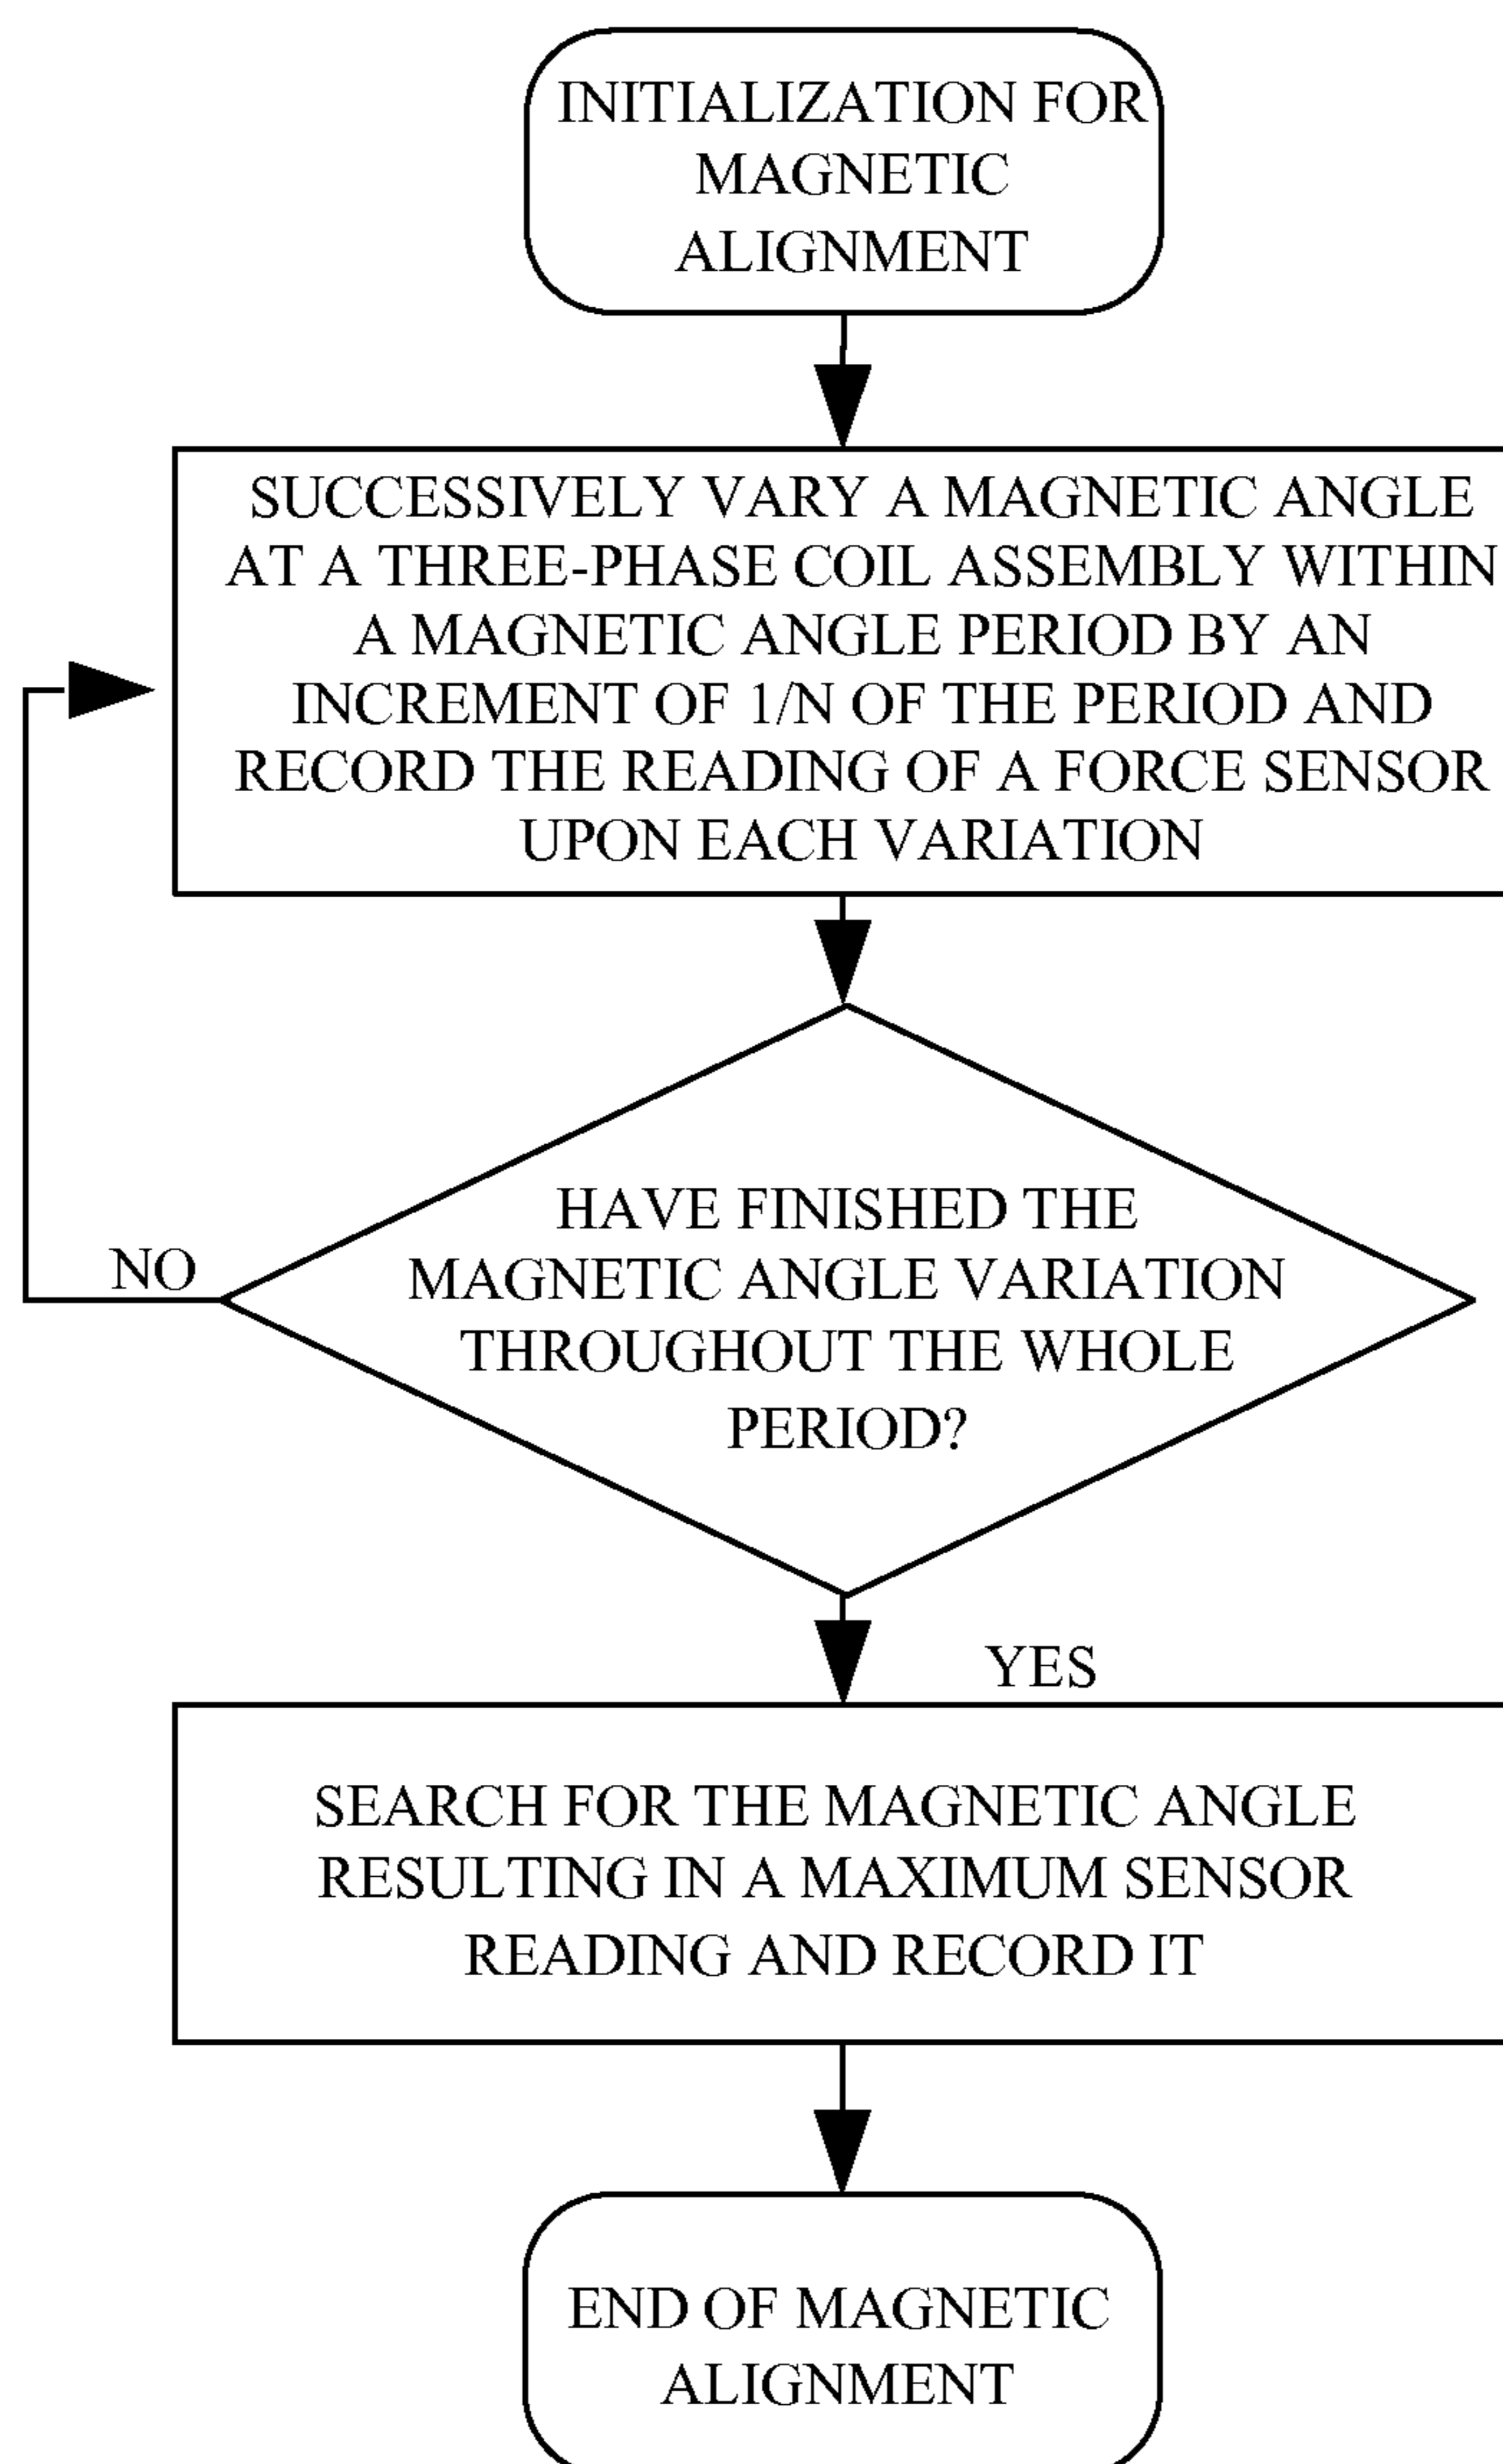 INITIALIZATION FOR
MAGNETIC
ALIGNMENT
SUCCESSIVELY VARY A MAGNETIC ANGLE
AT A THREE-PHASE COIL ASSEMBLY WITHIN
A MAGNETIC ANGLE PERIOD BY AN
INCREMENT OF 1/N OF THE PERIOD AND
RECORD THE READING OF A FORCE SENSOR
UPON EACH VARIATION
HAVE FINISHED THE
MAGNETIC ANGLE VARIATION
THROUGHOUT THE WHOLE
PERIOD?
NO
YES
SEARCH FOR THE MAGNETIC ANGLE
RESULTING IN A MAXIMUM SENSOR
READING AND RECORD IT
END OF MAGNETIC
ALIGNMENT